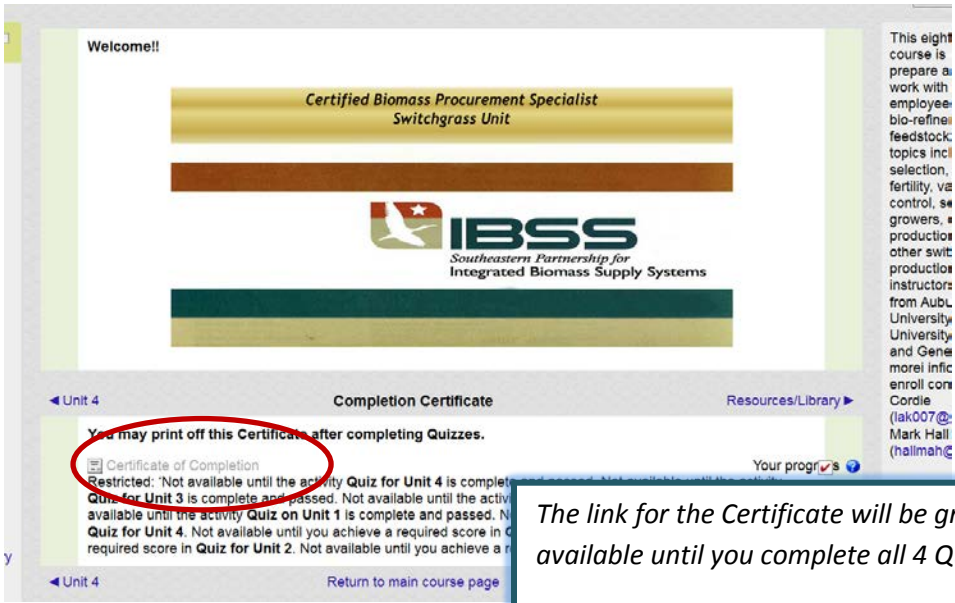 Welcome!!
Certified Biomass Procurement Specialist
Switchgrass Unit
IBSS
Southeastern Partnership for
Integrated Biomass Supply Systems
◄ Unit 4 Completion Certificate Resources/Library ►
You may print off this Certificate after completing Quizzes.
Certificate of Completion Your progr s
Restricted: 'Not available until the activity Quiz for Unit 4 is complete and passed. Not available until the activity
Quiz for Unit 3 is complete and passed. Not available until the activi
available until the activity Quiz on Unit 1 is complete and passed. N
Quiz for Unit 4. Not available until you achieve a required score in
required score in Quiz for Unit 2. Not available until you achieve a r
◄ Unit 4 Return to main course page
The link for the Certificate will be gr
available until you complete all 4 Q
This eight
course is
prepare a
work with
employee
bio-refine
feedstock
topics incl
selection,
fertility, va
control, se
growers,
production
other swit
production
instructors
from Aubu
University
University
and Gene
morei infic
enroll con
Cordie
(lak007@
Mark Hall
(hallmah@
y